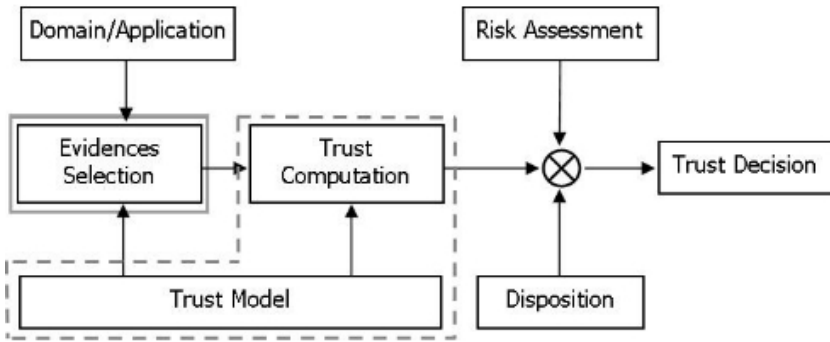 Domain/Application
Risk Assessment
Evidences
Selection
Trust
Computation
Trust Decision
Trust Model
Disposition